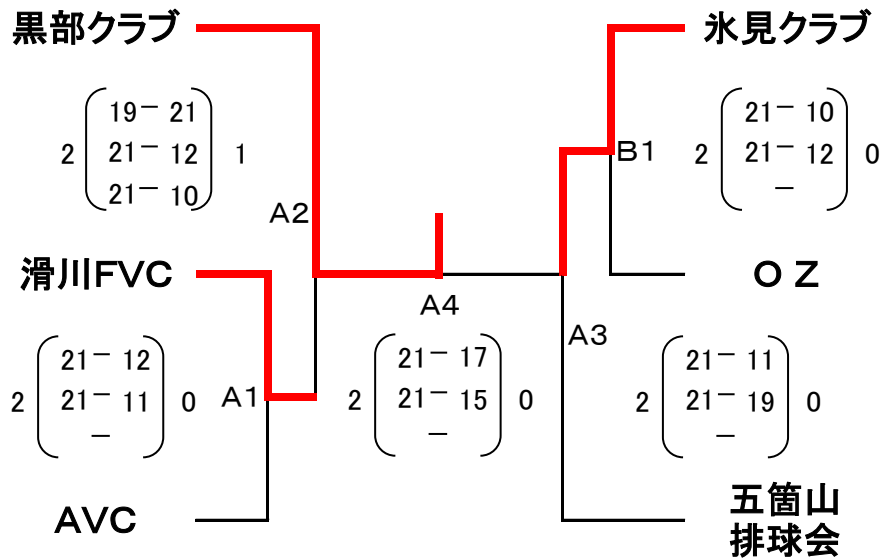 黒部クラブ
氷見クラブ
19－ 21
2 21－ 12 1
21－ 10
21－ 10
2 21－ 12 0
－
B1
A2
滑川FVC
ＯＺ
A4
A3
21－ 12
2 21－ 11 0
－
A1
21－ 17
2 21－ 15 0
－
21－ 11
2 21－ 19 0
－
AVC
五箇山
排球会